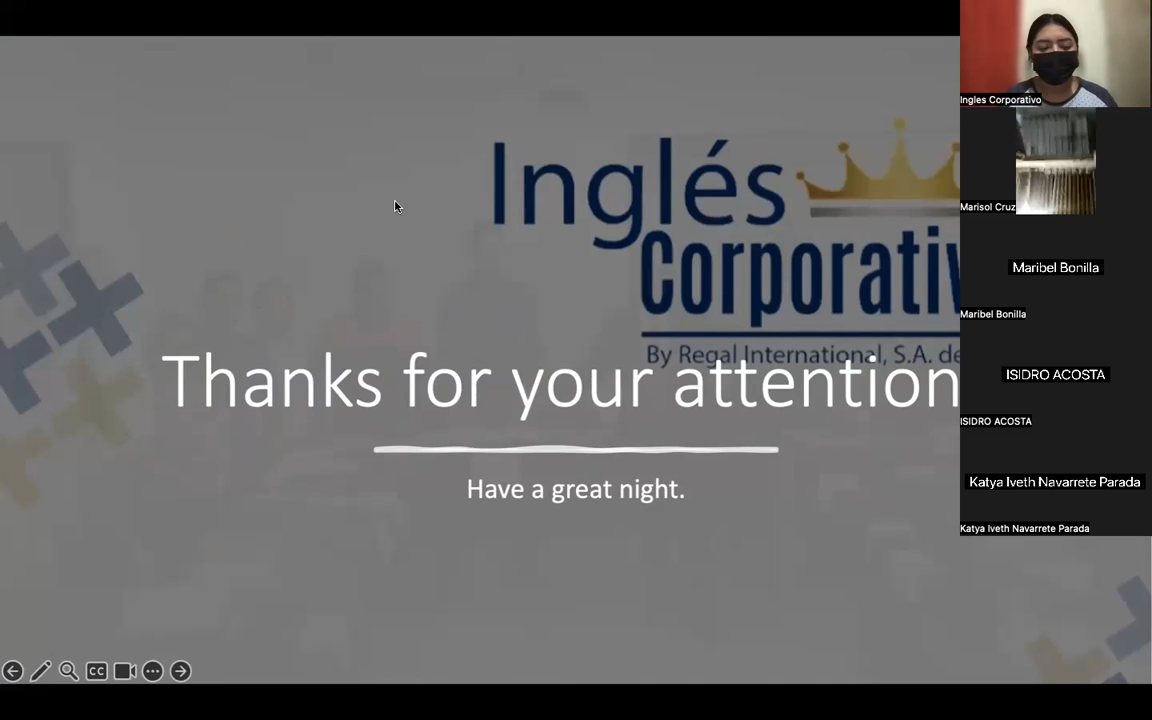 Inglés
Corporativ
By Regal International, S.A. de
Thanks for your attention
Have a great night.
Ingles Corporativo
Marisol Cruz
Maribel Bonilla
Maribel Bonilla
ISIDRO ACOSTA
ISIDRO ACOSTA
Katya Iveth Navarrete Parada
Katya Iveth Navarrete Parada
CC